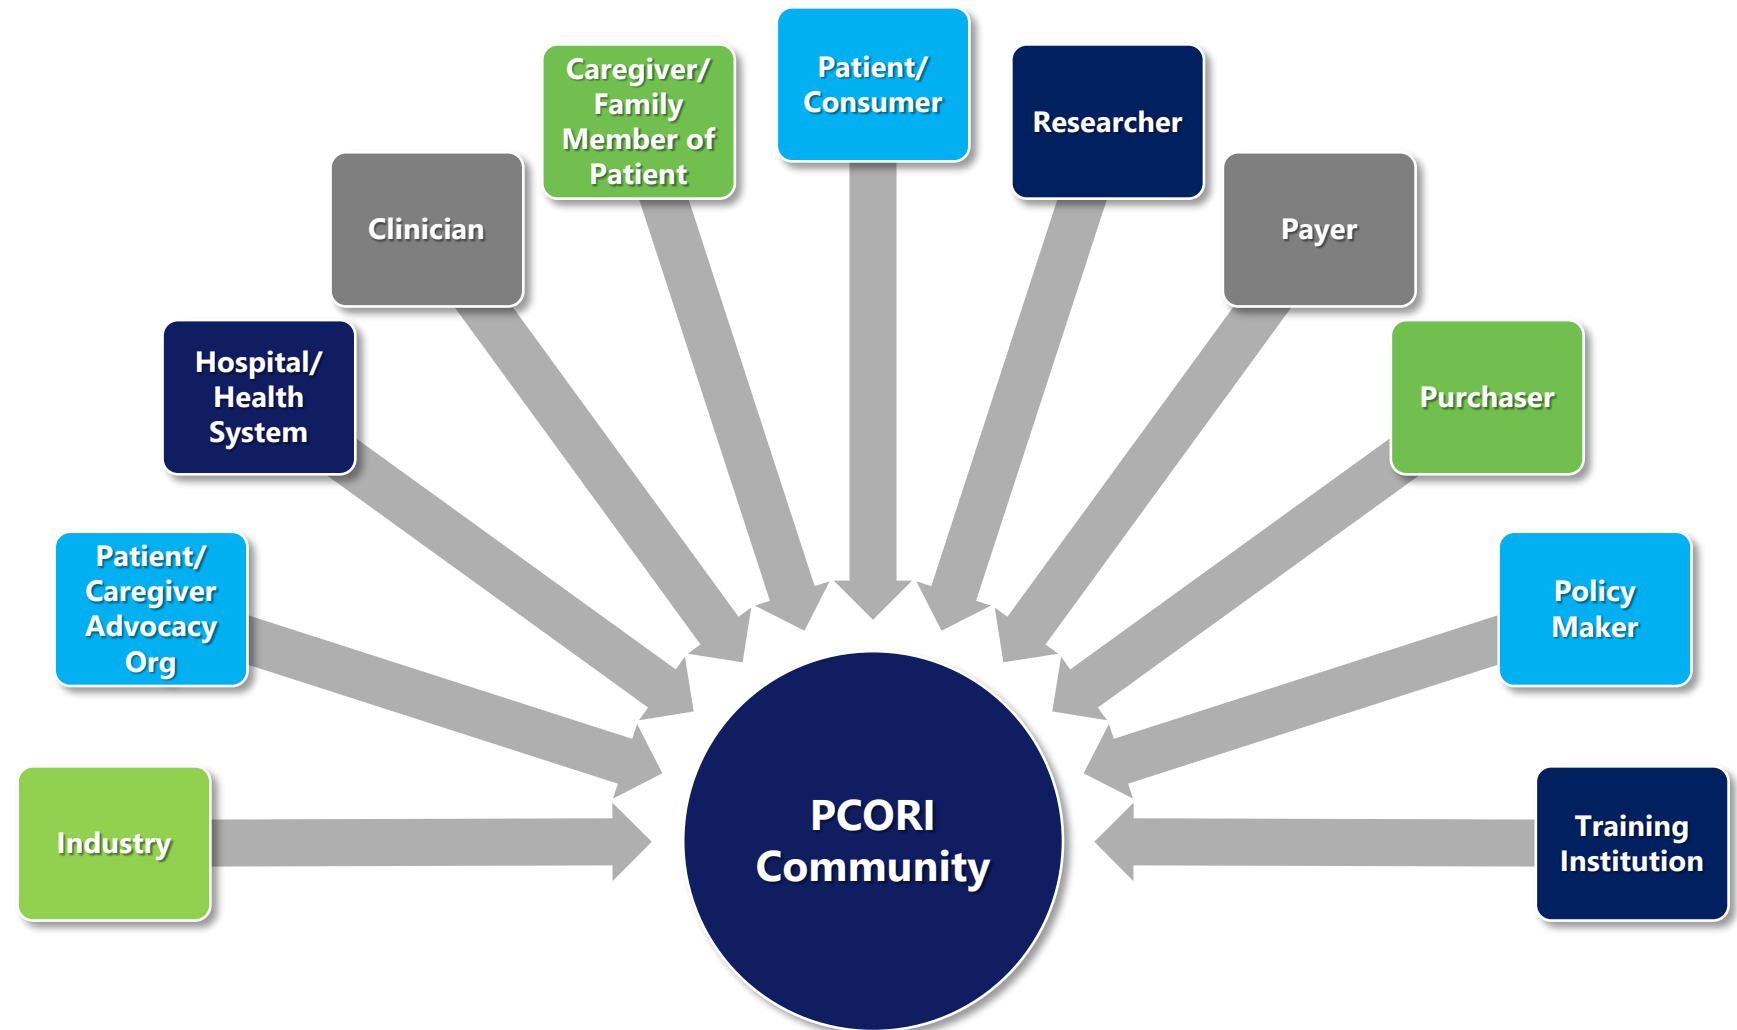 Industry
Patient/
Caregiver
Advocacy
Org
Hospital/
Health
System
Clinician
Caregiver/
Family
Member of
Patient
Patient/
Consumer
Researcher
Payer
Purchaser
Policy
Maker
Training
Institution
PCORI
Community